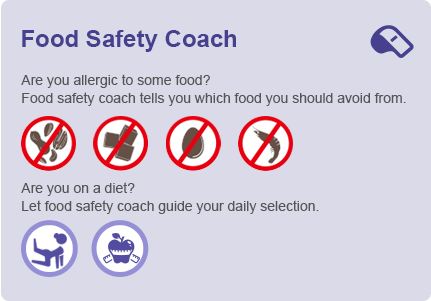 Food Safety Coach
Are you allergic to some food?
Food safety coach tells you which food you should avoid from.
Are you on a diet?
Let food safety coach guide your daily selection.